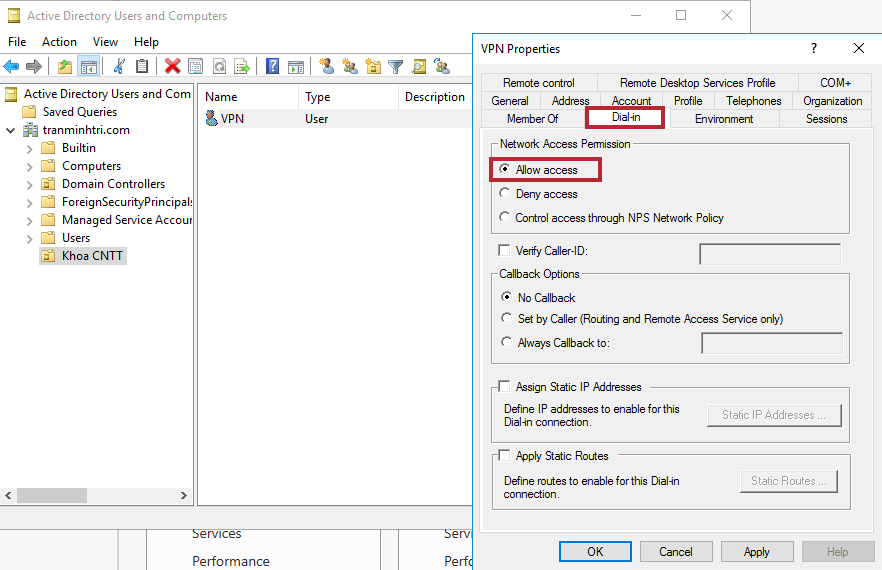 Active Directory Users and Computers
File Action View Help
Active Directory Users and Com
Saved Queries
tranminhtri.com
Builtin
Computers
Domain Controllers
ForeignSecurityPrincipals
Managed Service Accour
Users
Khoa CNTT
Name Type Description
VPN User
Services
Performance
Servi
Perfo
VPN Properties
Remote control Remote Desktop Services Profile COM+
General Address Account Profile Telephones Organization
Member Of Dial-in Environment Sessions
Network Access Permission
Allow access
Deny access
Control access through NPS Network Policy
Verify Caller-ID:
Callback Options
No Callback
Set by Caller (Routing and Remote Access Service only)
Always Callback to:
Assign Static IP Addresses
Define IP addresses to enable for this
Dial-in connection.
Static IP Addresses ...
Apply Static Routes
Define routes to enable for this Dial-in
connection.
Static Routes ...
OK Cancel Apply Help